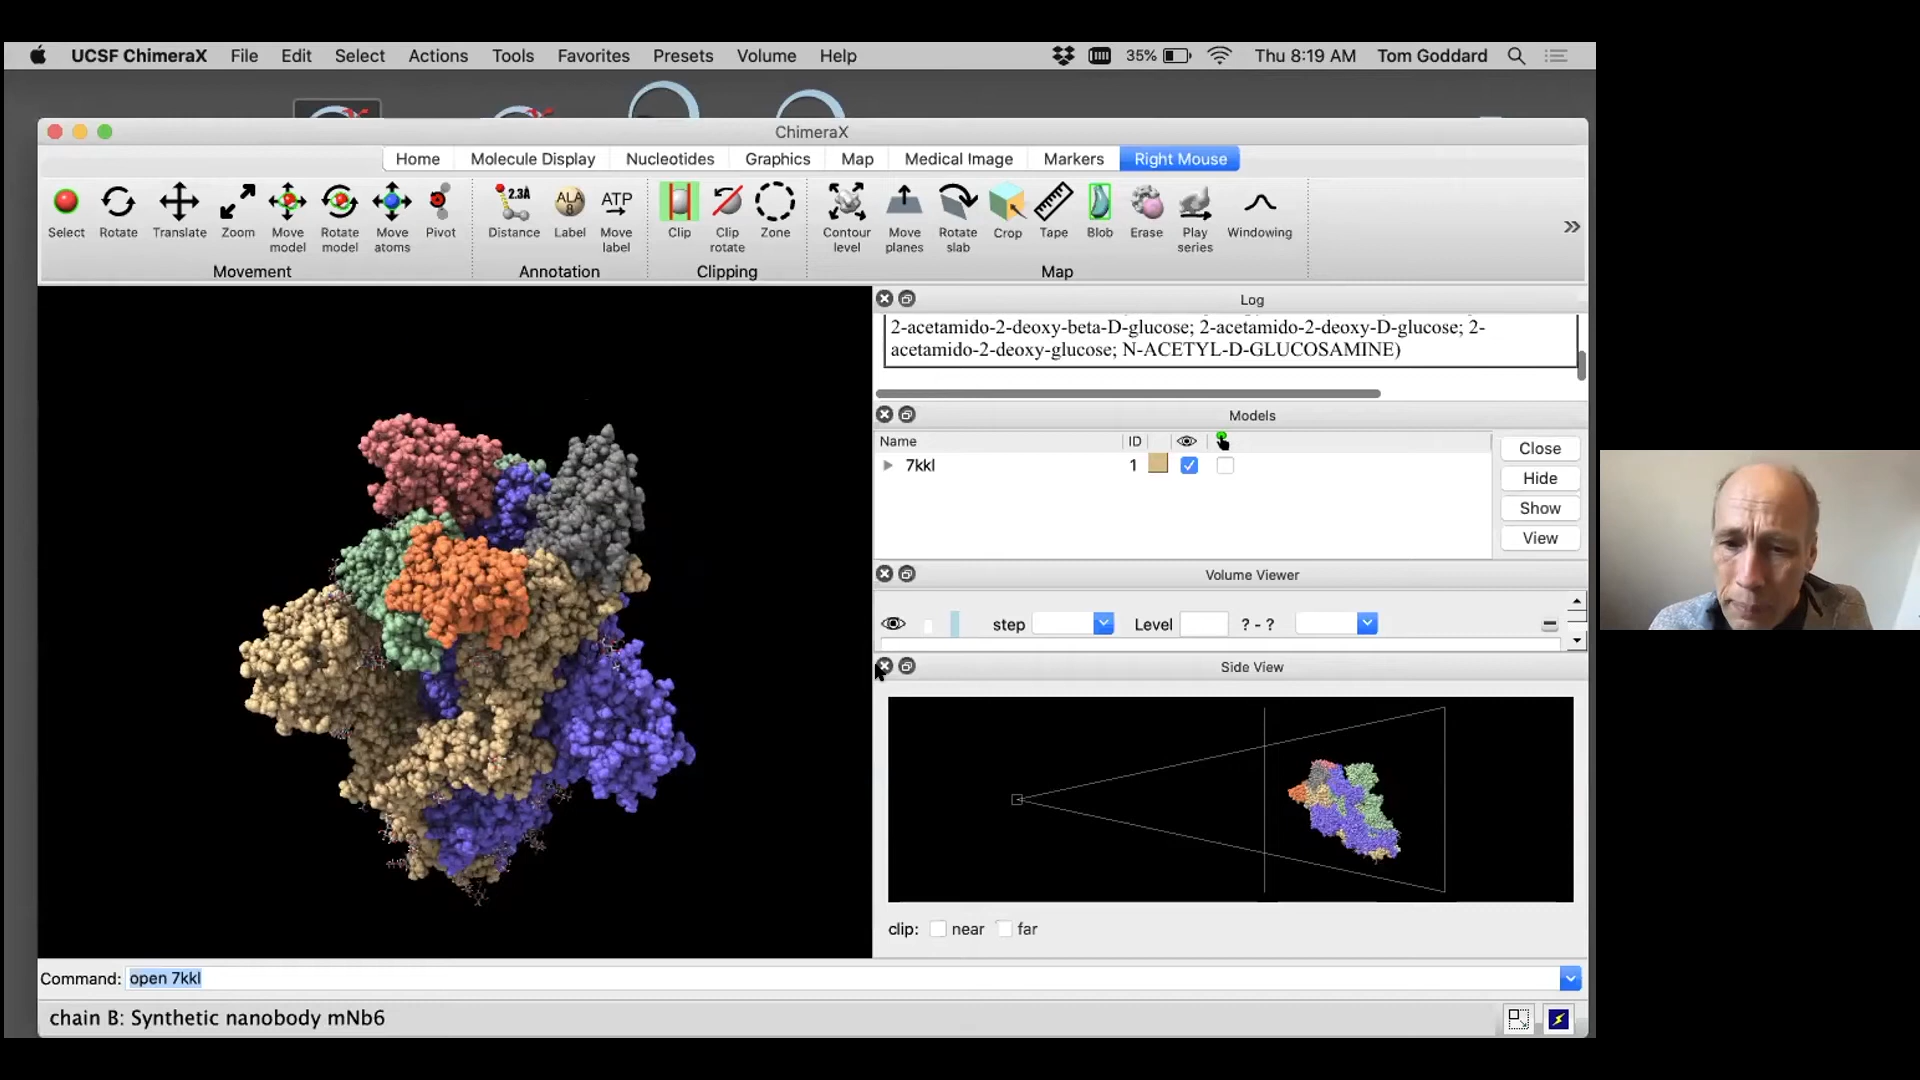 UCSF ChimeraX File Edit Select Actions Tools Favorites Presets Volume Help 35% Thu 8:19 AM Tom Goddard
ChimeraX
Home Molecule Display Nucleotides Graphics Map Medical Image Markers Right Mouse
2.3Å ALA 8 ATP
Select Rotate Translate Zoom Move model Rotate model Move atoms Pivot Distance Label Move label Clip Clip rotate Zone Contour level Move planes Rotate slab Crop Tape Blob Erase Play series Windowing
Movement Annotation Clipping Map
Log
2-acetamido-2-deoxy-beta-D-glucose; 2-acetamido-2-deoxy-D-glucose; 2-
acetamido-2-deoxy-glucose; N-ACETYL-D-GLUCOSAMINE)
Models
Name ID
7kkl 1
Close
Hide
Show
View
Volume Viewer
step Level ? - ?
Side View
clip: near far
Command: open 7kkl
chain B: Synthetic nanobody mNb6